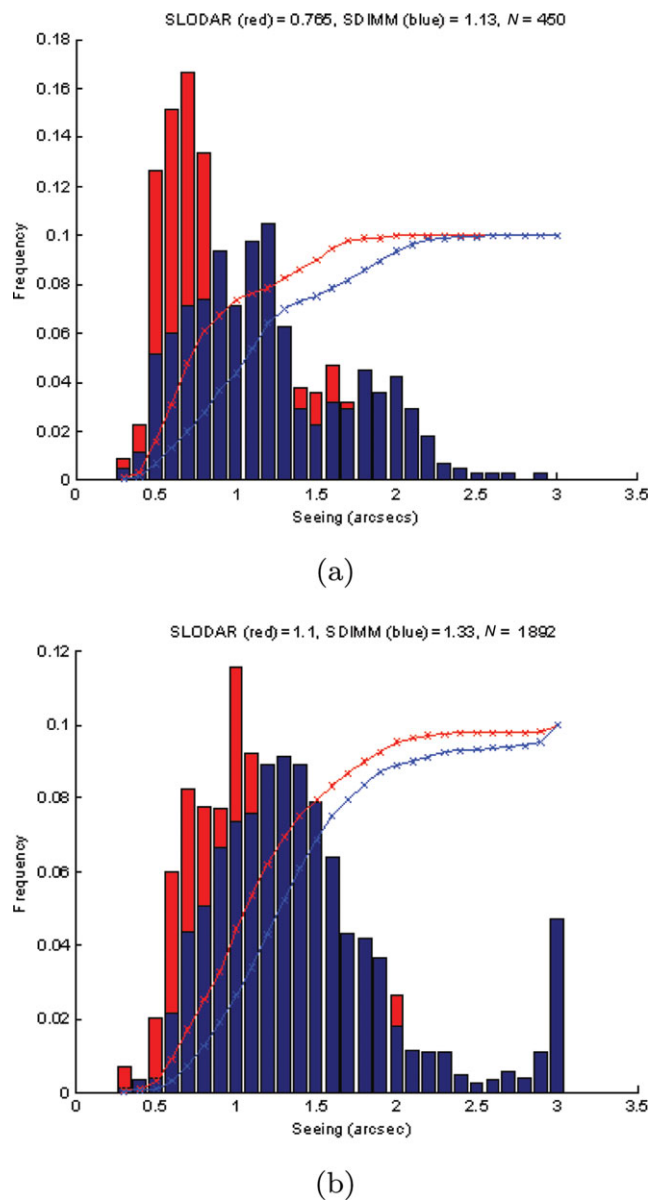 SLODAR (red) = 0.765, SDIMM (blue) = 1.13, N = 450
0.18
0.16
0.14
0.12
0.1
0.08
0.06
0.04
0.02
0
Frequency
0 0.5 1 1.5 2 2.5 3 3.5
Seeing (arcsecs)
(a)
SLODAR (red) = 1.1, SDIMM (blue) = 1.33, N = 1892
0.12
0.1
0.08
0.06
0.04
0.02
0
Frequency
0 0.5 1 1.5 2 2.5 3 3.5
Seeing (arcsec)
(b)